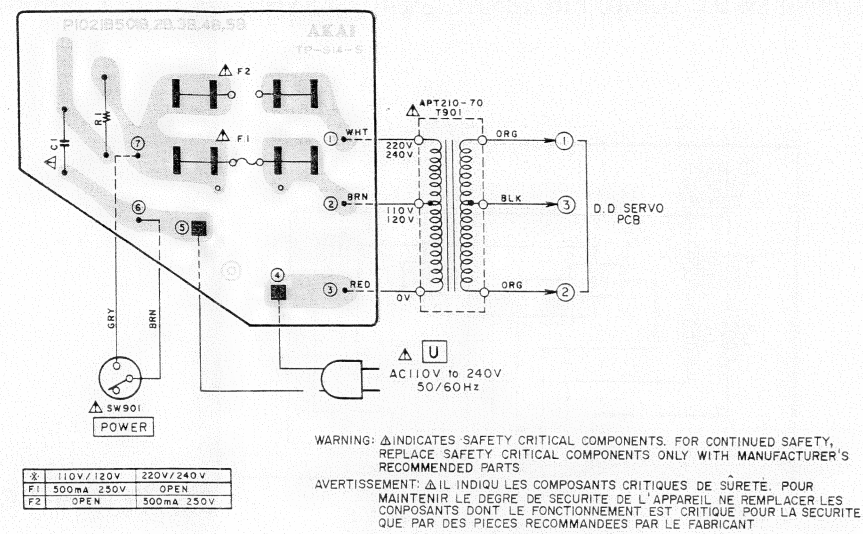 P1021B501B,2B,3B,4B,5B
AKAI
TP-S1A-S
⚠ F2
⚠ F1
C1
⚠
R1
7
6
5
4
1
WHT
2
BRN
3
RED
⚠ APT210-70
T901
220V
240V
110V
120V
0V
ORG
1
BLK
3
ORG
2
D.D SERVO
PCB
GRY
BRN
⚠ SW901
POWER
⚠ U
AC110V to 240V
50/60Hz
110V/120V 220V/240V
F1 500mA 250V OPEN
F2 OPEN 500mA 250V
WARNING: ⚠INDICATES SAFETY CRITICAL COMPONENTS. FOR CONTINUED SAFETY,
REPLACE SAFETY CRITICAL COMPONENTS ONLY WITH MANUFACTURER'S
RECOMMENDED PARTS
AVERTISSEMENT: ⚠IL INDIQU LES COMPOSANTS CRITIQUES DE SÛRETÉ. POUR
MAINTENIR LE DEGRE DE SECURITE DE L'APPAREIL NE REMPLACER LES
CONPOSANTS DONT LE FONCTIONNEMENT EST CRITIQUE POUR LA SECURITE
QUE PAR DES PIECES RECOMMANDEES PAR LE FABRICANT